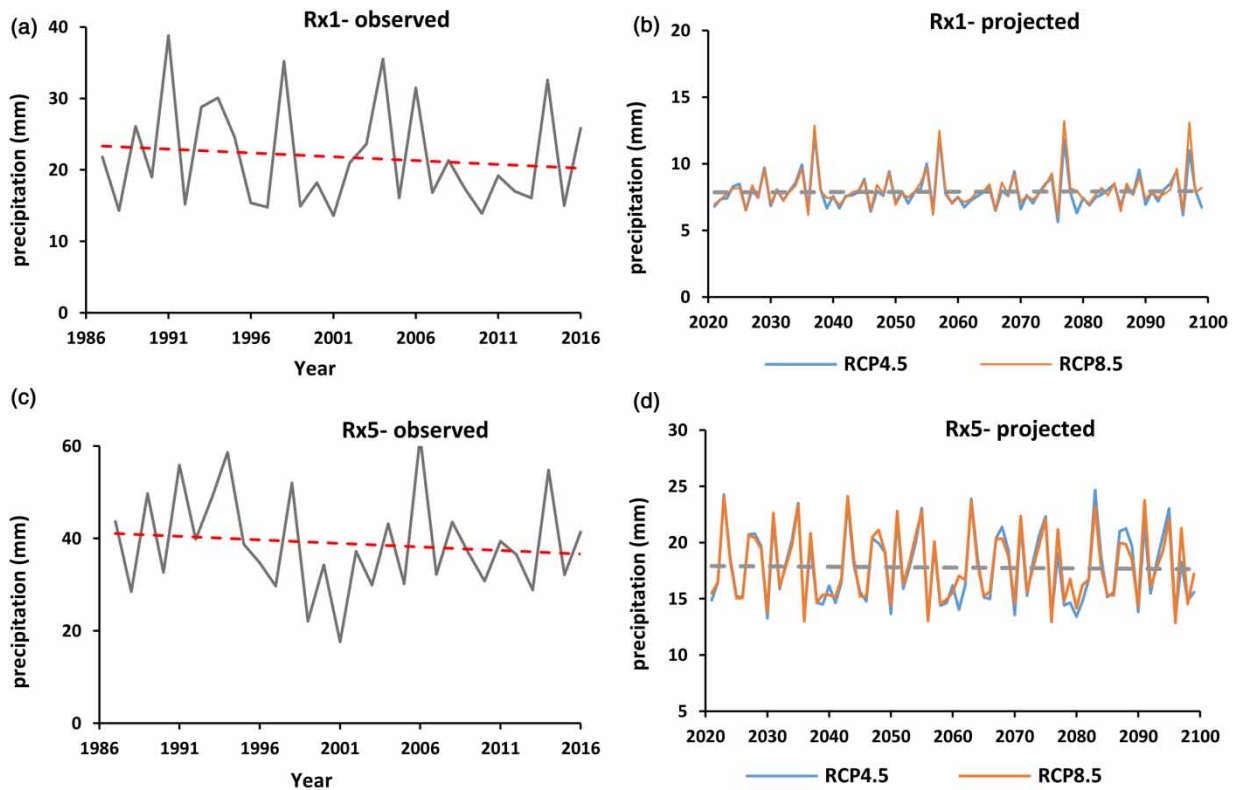 (a)
Rx1- observed
precipitation (mm)
40
30
20
10
0
1986 1991 1996 2001 2006 2011 2016
Year
(b)
Rx1- projected
precipitation (mm)
20
15
10
5
0
2020 2030 2040 2050 2060 2070 2080 2090 2100
RCP4.5 RCP8.5
(c)
Rx5- observed
precipitation (mm)
60
40
20
0
1986 1991 1996 2001 2006 2011 2016
Year
(d)
Rx5- projected
precipitation (mm)
30
25
20
15
10
5
2020 2030 2040 2050 2060 2070 2080 2090 2100
RCP4.5 RCP8.5